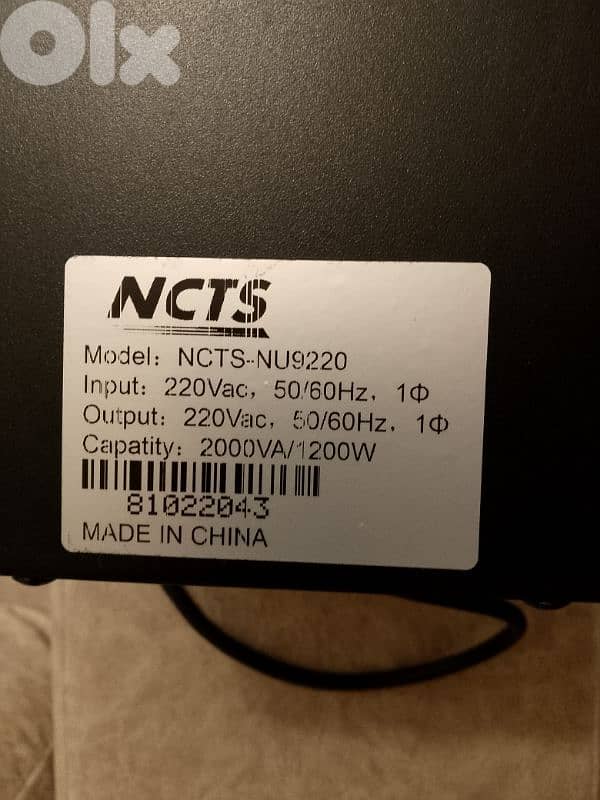 Olx
NCTS
Model: NCTS-NU9220
Input: 220Vac, 50/60Hz, 1Φ
Output: 220Vac, 50/60Hz, 1Φ
Capatity: 2000VA/1200W
81022043
MADE IN CHINA